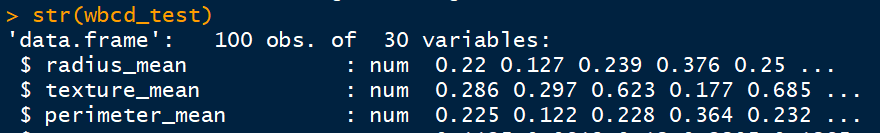 > str(wbcd_test)
'data.frame':   100 obs. of  30 variables:
 $ radius_mean            : num  0.22 0.127 0.239 0.376 0.25 ...
 $ texture_mean           : num  0.286 0.297 0.623 0.177 0.685 ...
 $ perimeter_mean         : num  0.225 0.122 0.228 0.364 0.232 ...